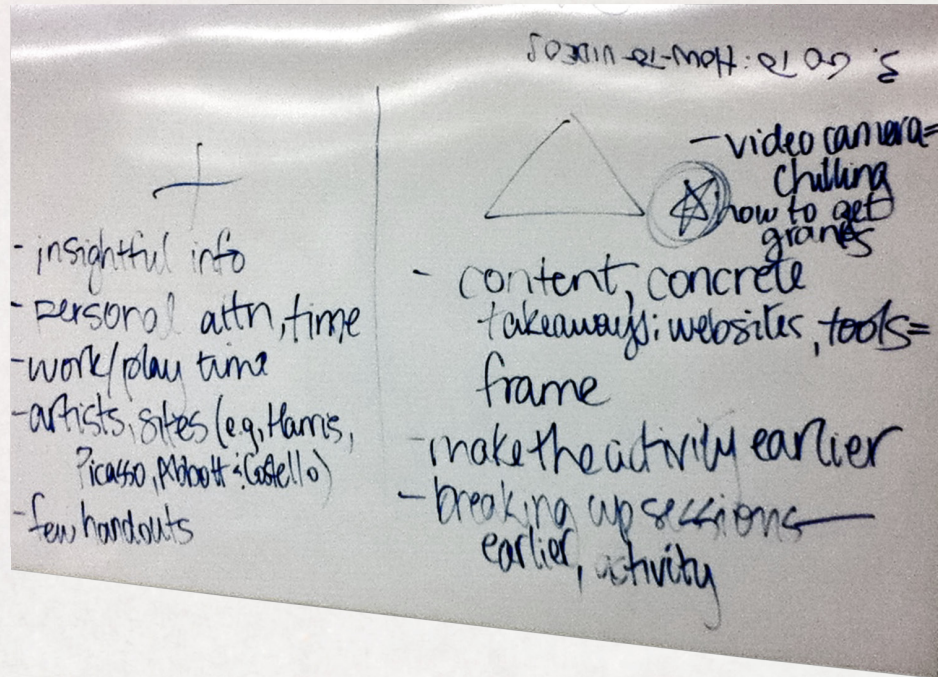 3. GO TO: HOW-TO VIDEOS
+
- insightful info
- personal attn, time
- work/play time
- artists, sites (e.g, Harris,
Picasso, Abbott & Costello)
- few handouts
- video camera =
chilling
how to get
grants
- content, concrete
takeaways: websites, tools =
frame
- make the activity earlier
- breaking up sessions—
earlier, activity